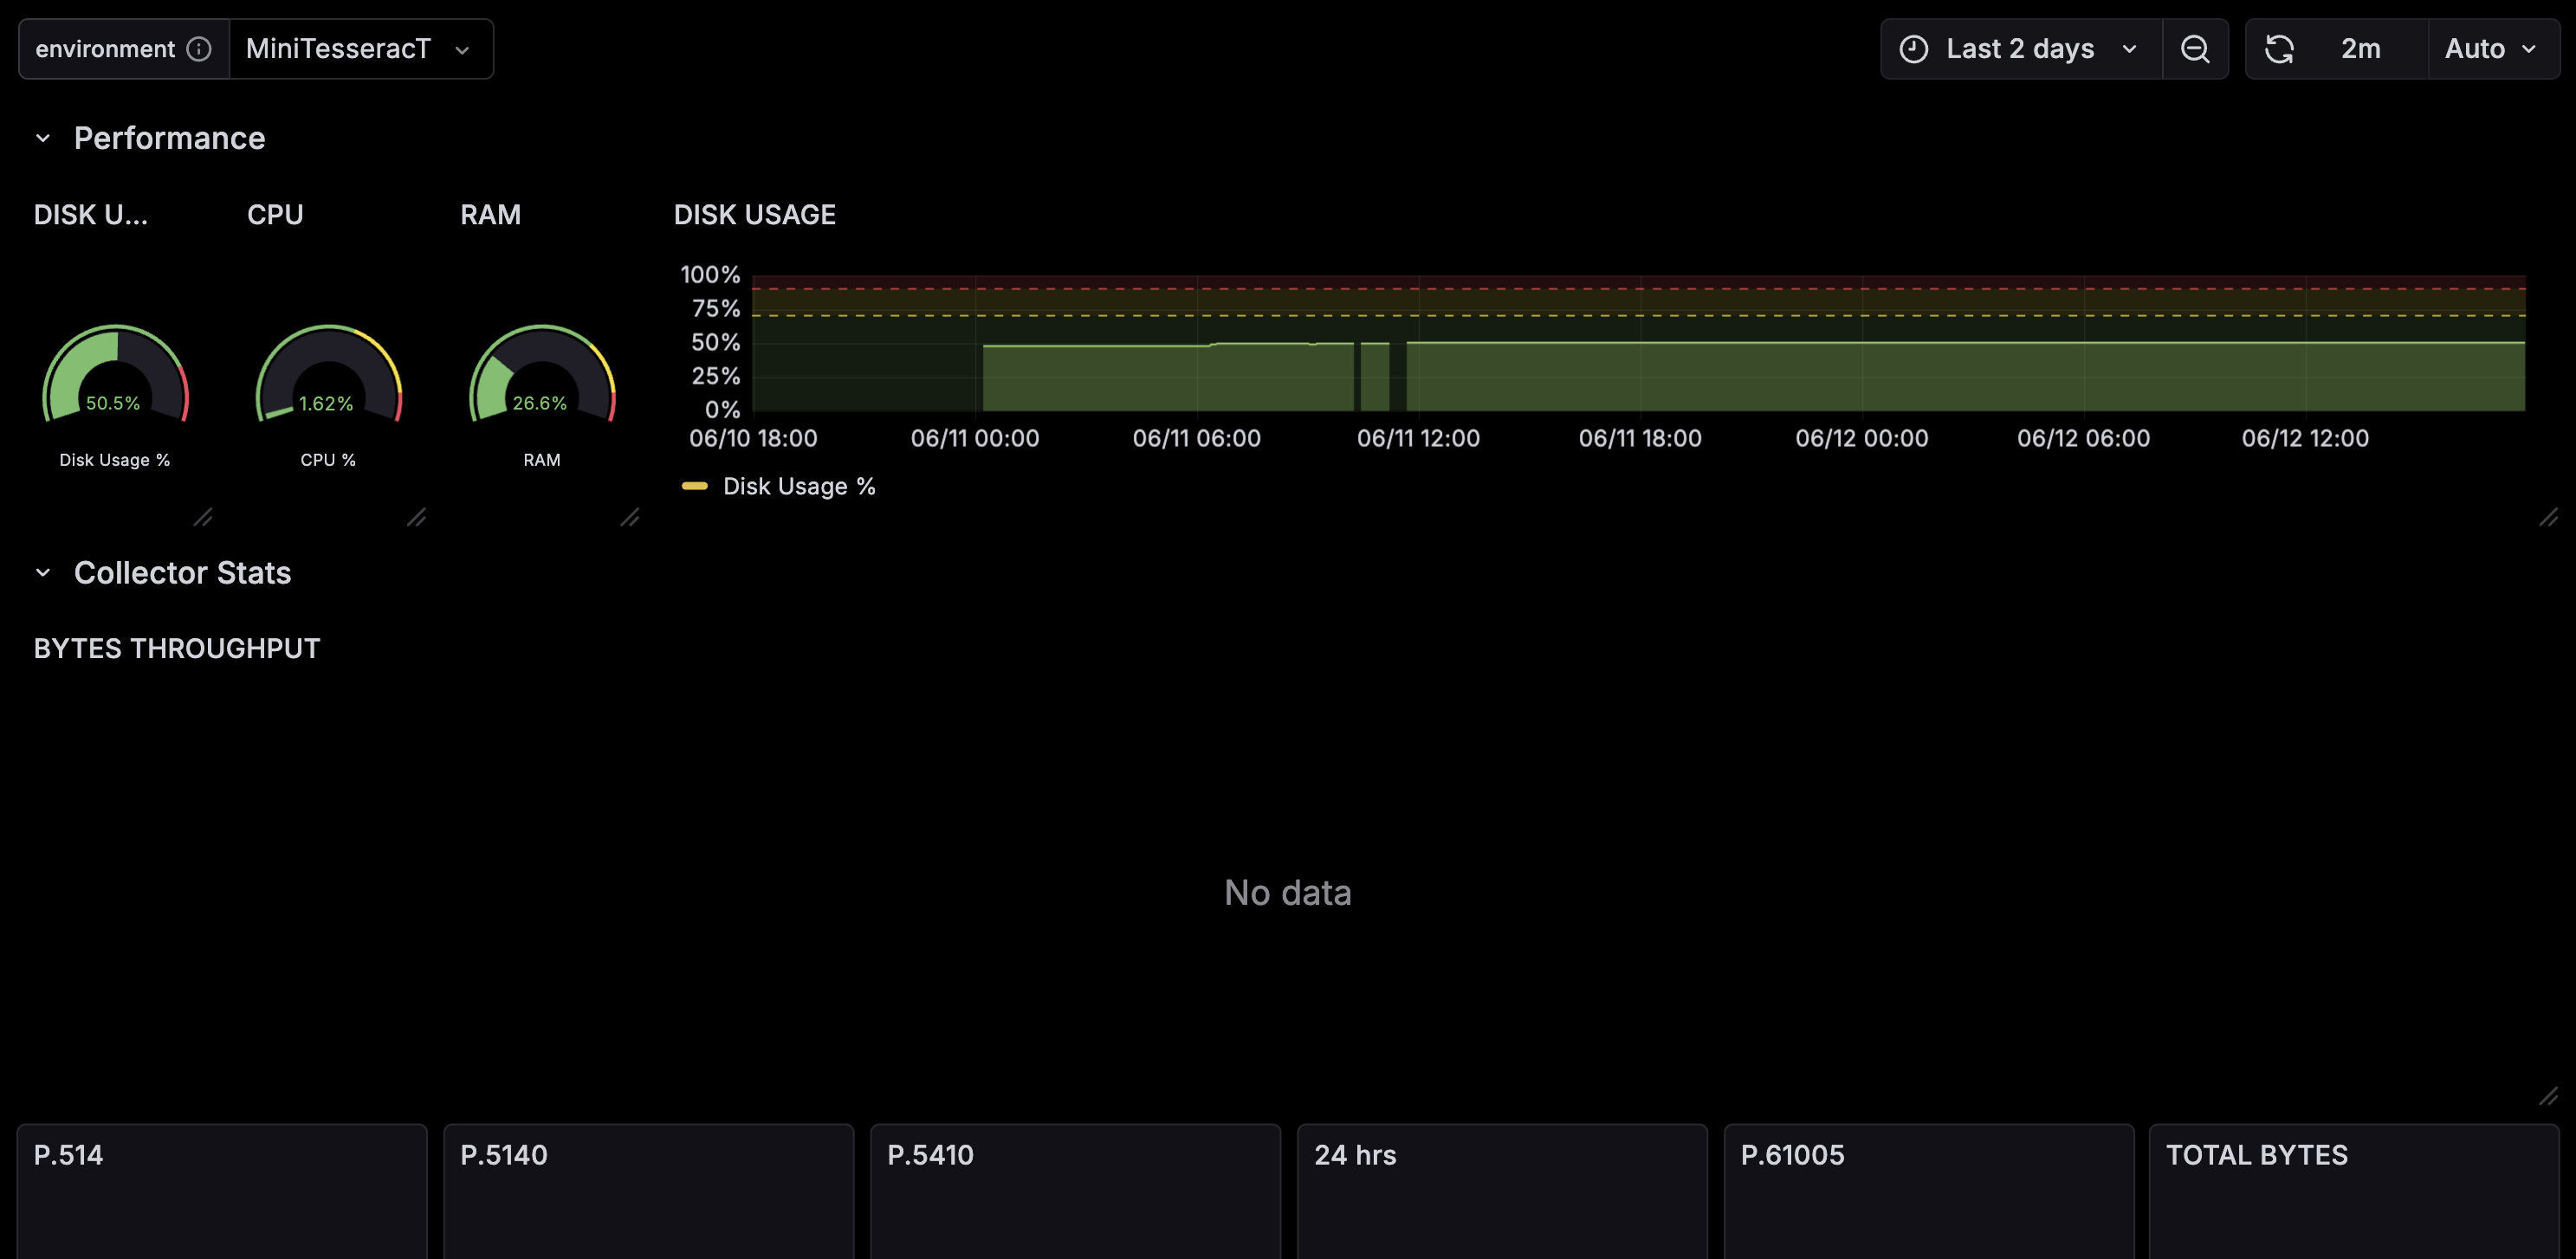 environment MiniTesseracT Last 2 days 2m Auto
Performance
DISK U... CPU RAM DISK USAGE
100%
75%
50%
25%
0%
50.5% 1.62% 26.6%
06/10 18:00 06/11 00:00 06/11 06:00 06/11 12:00 06/11 18:00 06/12 00:00 06/12 06:00 06/12 12:00
Disk Usage % CPU % RAM
Disk Usage %
Collector Stats
BYTES THROUGHPUT
No data
P.514 P.5140 P.5410 24 hrs P.61005 TOTAL BYTES